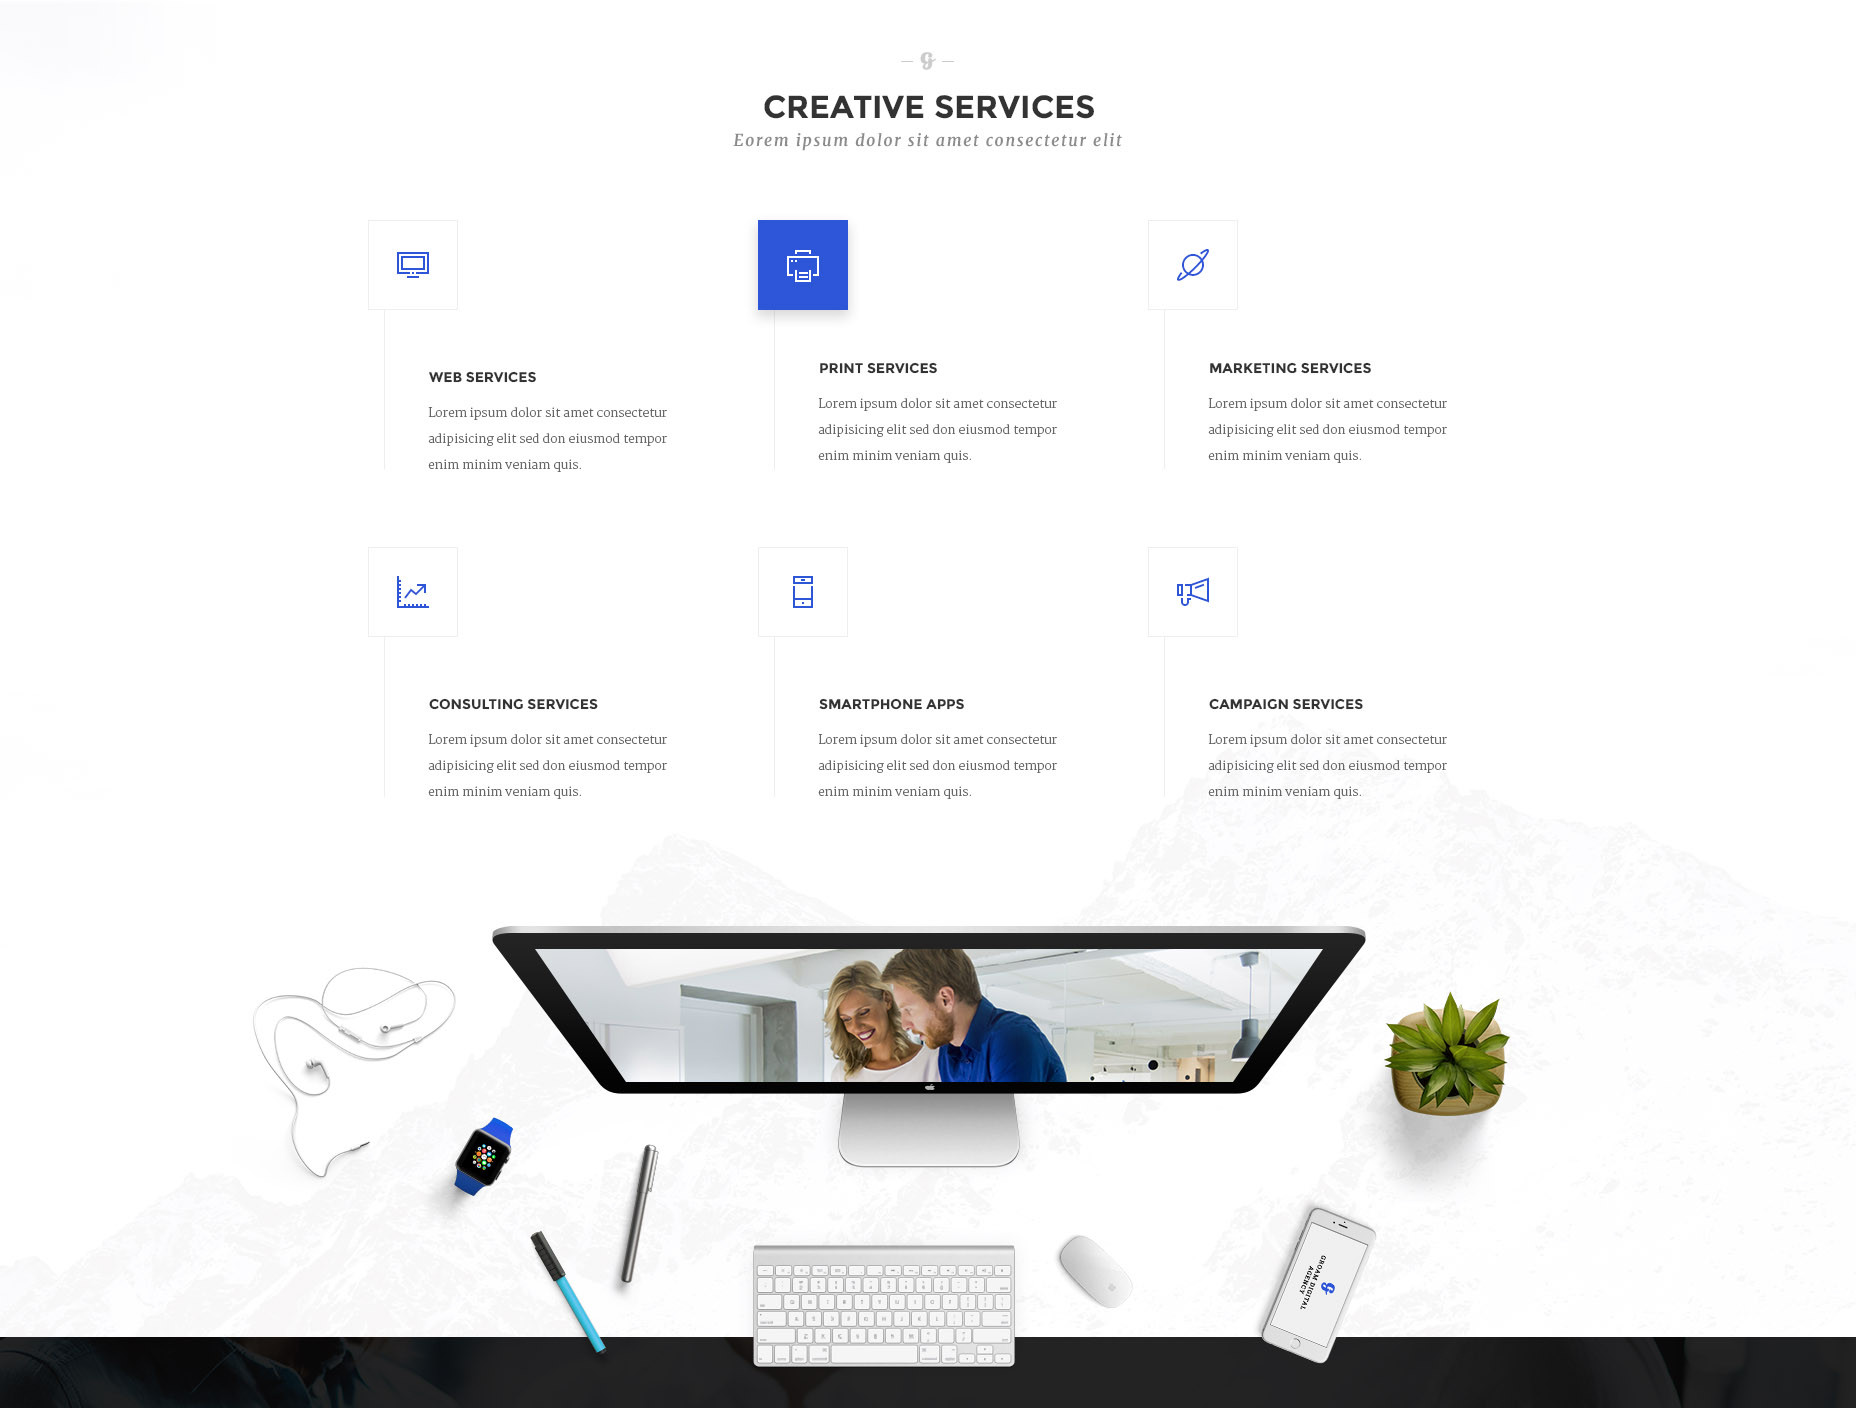 CREATIVE SERVICES
Eorem ipsum dolor sit amet consectetur elit
WEB SERVICES
Lorem ipsum dolor sit amet consectetur
adipisicing elit sed don eiusmod tempor
enim minim veniam quis.
PRINT SERVICES
Lorem ipsum dolor sit amet consectetur
adipisicing elit sed don eiusmod tempor
enim minim veniam quis.
MARKETING SERVICES
Lorem ipsum dolor sit amet consectetur
adipisicing elit sed don eiusmod tempor
enim minim veniam quis.
CONSULTING SERVICES
Lorem ipsum dolor sit amet consectetur
adipisicing elit sed don eiusmod tempor
enim minim veniam quis.
SMARTPHONE APPS
Lorem ipsum dolor sit amet consectetur
adipisicing elit sed don eiusmod tempor
enim minim veniam quis.
CAMPAIGN SERVICES
Lorem ipsum dolor sit amet consectetur
adipisicing elit sed don eiusmod tempor
enim minim veniam quis.
GROAM DIGITAL
AGENCY